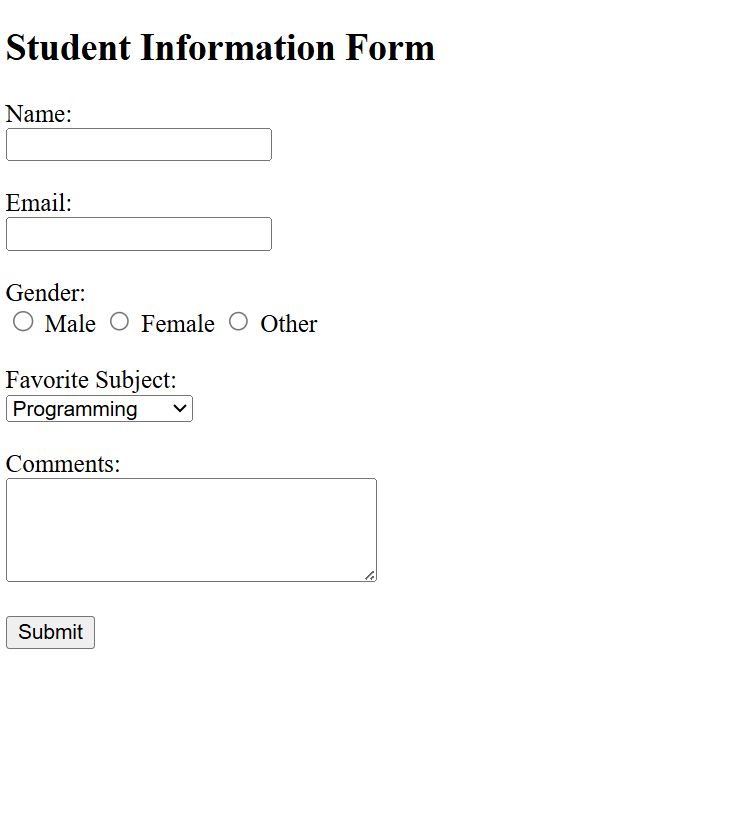 Student Information Form
Name:
Email:
Gender:
Male Female Other
Favorite Subject:
Programming
Comments:
Submit